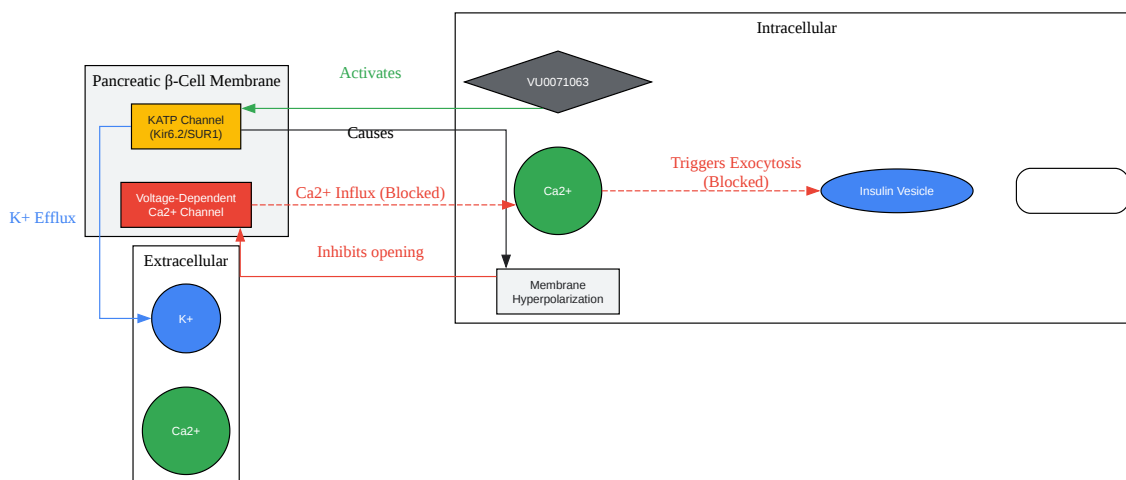 Intracellular
VU0071063
Activates
Pancreatic β-Cell Membrane
KATP Channel
(Kir6.2/SUR1)
Causes
Voltage-Dependent
Ca2+ Channel
Ca2+ Influx (Blocked)
Ca2+
Triggers Exocytosis
(Blocked)
Insulin Vesicle
K+ Efflux
Inhibits opening
Extracellular
Membrane
Hyperpolarization
K+
Ca2+